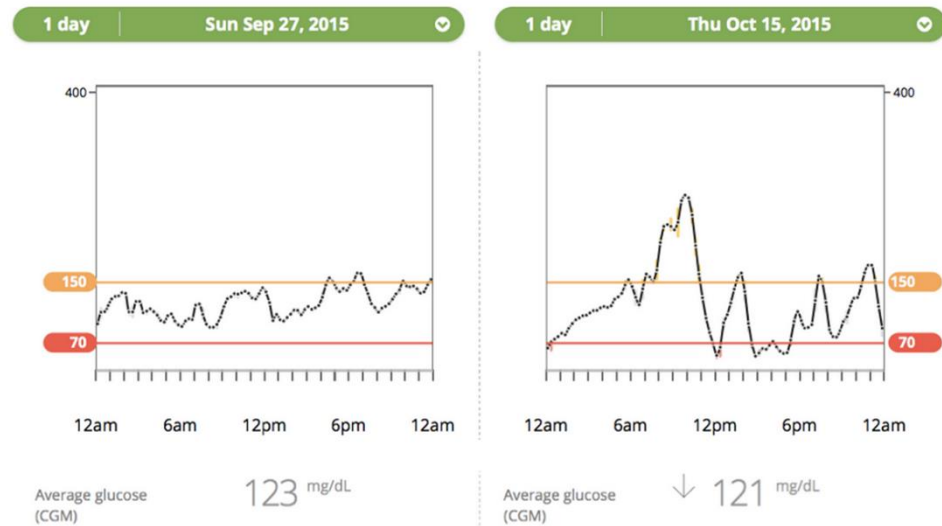 1 day Sun Sep 27, 2015
400
150
70
12am 6am 12pm 6pm 12am
Average glucose (CGM)
123 mg/dL
1 day Thu Oct 15, 2015
400
150
70
12am 6am 12pm 6pm 12am
Average glucose (CGM)
121 mg/dL